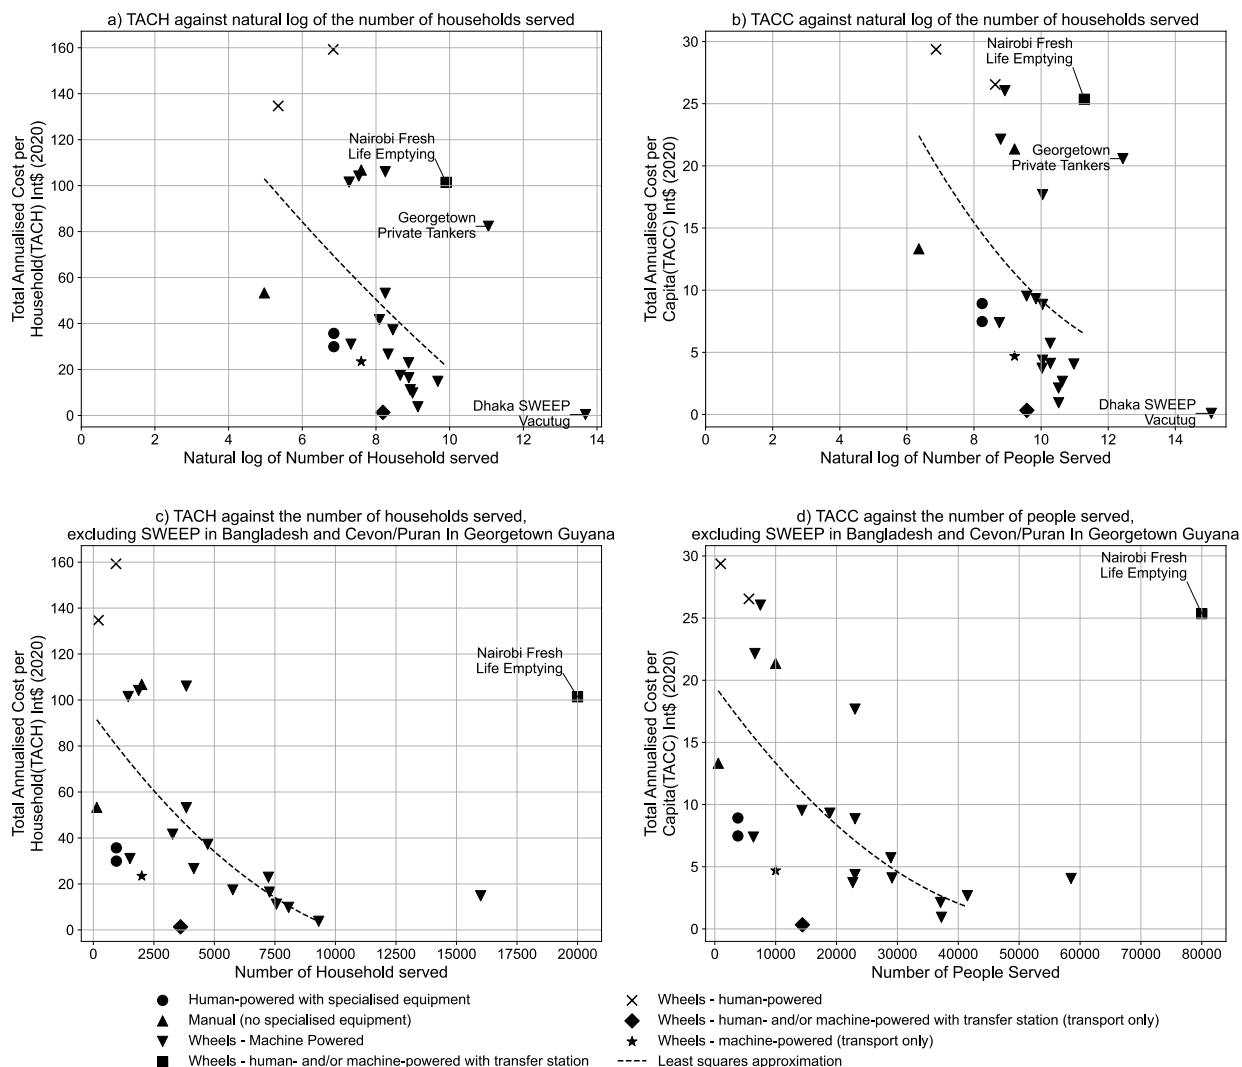 a) TACH against natural log of the number of households served
160
140
120
100
80
60
40
20
0
Total Annualised Cost per
Household(TACH) Int$ (2020)
Nairobi Fresh
Life Emptying
Georgetown
Private Tankers
Dhaka SWEEP
Vacutug
0 2 4 6 8 10 12 14
Natural log of Number of Household served
b) TACC against natural log of the number of households served
30
25
20
15
10
5
0
Total Annualised Cost per
Capita(TACC) Int$ (2020)
Nairobi Fresh
Life Emptying
Georgetown
Private Tankers
Dhaka SWEEP
Vacutug
0 2 4 6 8 10 12 14
Natural log of Number of People Served
c) TACH against the number of households served,
excluding SWEEP in Bangladesh and Cevon/Puran In Georgetown Guyana
160
140
120
100
80
60
40
20
0
Total Annualised Cost per
Household(TACH) Int$ (2020)
Nairobi Fresh
Life Emptying
0 2500 5000 7500 10000 12500 15000 17500 20000
Number of Household served
d) TACC against the number of people served,
excluding SWEEP in Bangladesh and Cevon/Puran In Georgetown Guyana
30
25
20
15
10
5
0
Total Annualised Cost per
Capita(TACC) Int$ (2020)
Nairobi Fresh
Life Emptying
0 10000 20000 30000 40000 50000 60000 70000 80000
Number of People Served
Human-powered with specialised equipment
Manual (no specialised equipment)
Wheels - Machine Powered
Wheels - human- and/or machine-powered with transfer station
Wheels - human-powered
Wheels - human- and/or machine-powered with transfer station (transport only)
Wheels - machine-powered (transport only)
Least squares approximation